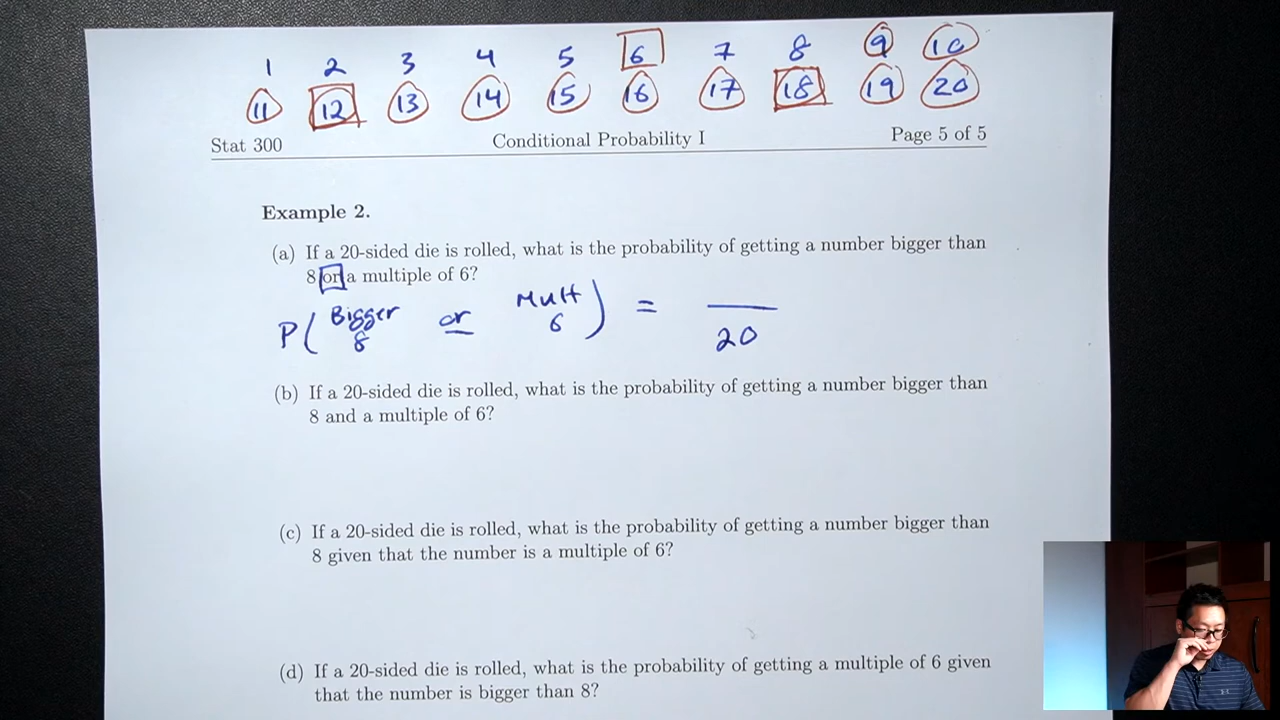 1 2 3 4 5 6 7 8 9 10
11 12 13 14 15 16 17 18 19 20
Stat 300 Conditional Probability I Page 5 of 5
Example 2.
(a) If a 20-sided die is rolled, what is the probability of getting a number bigger than
8 or a multiple of 6?
P( Bigger 8 or Mult 6 ) = 
20
(b) If a 20-sided die is rolled, what is the probability of getting a number bigger than
8 and a multiple of 6?
(c) If a 20-sided die is rolled, what is the probability of getting a number bigger than
8 given that the number is a multiple of 6?
(d) If a 20-sided die is rolled, what is the probability of getting a multiple of 6 given
that the number is bigger than 8?